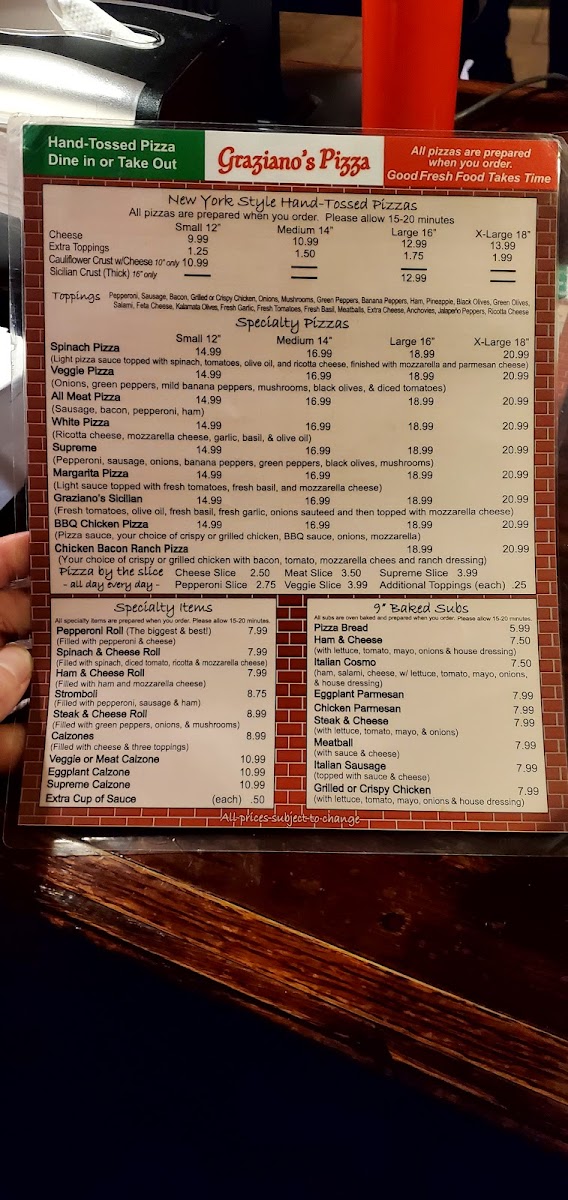 Hand-Tossed Pizza
Dine in or Take Out
Graziano's Pizza
All pizzas are prepared
when you order.
Good Fresh Food Takes Time
New York Style Hand-Tossed Pizzas
All pizzas are prepared when you order. Please allow 15-20 minutes
Small 12" Medium 14" Large 16" X-Large 18"
Cheese 9.99 10.99 12.99 13.99
Extra Toppings 1.25 1.50 1.75 1.99
Cauliflower Crust w/Cheese 10" only 10.99
Sicilian Crust (Thick) 16" only 12.99
Toppings Pepperoni, Sausage, Bacon, Grilled or Crispy Chicken, Onions, Mushrooms, Green Peppers, Banana Peppers, Ham, Pineapple, Black Olives, Green Olives,
Salami, Feta Cheese, Kalamata Olives, Fresh Garlic, Fresh Tomatoes, Fresh Basil, Meatballs, Extra Cheese, Anchovies, Jalapeño Peppers, Ricotta Cheese
Specialty Pizzas
Small 12" Medium 14" Large 16" X-Large 18"
Spinach Pizza 14.99 16.99 18.99 20.99
(Light pizza sauce topped with spinach, tomatoes, olive oil, and ricotta cheese, finished with mozzarella and parmesan cheese)
Veggie Pizza 14.99 16.99 18.99 20.99
(Onions, green peppers, mild banana peppers, mushrooms, black olives, & diced tomatoes)
All Meat Pizza 14.99 16.99 18.99 20.99
(Sausage, bacon, pepperoni, ham)
White Pizza 14.99 16.99 18.99 20.99
(Ricotta cheese, mozzarella cheese, garlic, basil, & olive oil)
Supreme 14.99 16.99 18.99 20.99
(Pepperoni, sausage, onions, banana peppers, green peppers, black olives, mushrooms)
Margarita Pizza 14.99 16.99 18.99 20.99
(Light sauce topped with fresh tomatoes, fresh basil, and mozzarella cheese)
Graziano's Sicilian 14.99 16.99 18.99 20.99
(Fresh tomatoes, olive oil, fresh basil, fresh garlic, onions sauteed and then topped with mozzarella cheese)
BBQ Chicken Pizza 14.99 16.99 18.99 20.99
(Pizza sauce, your choice of crispy or grilled chicken, BBQ sauce, onions, mozzarella)
Chicken Bacon Ranch Pizza 18.99 20.99
(Your choice of crispy or grilled chicken with bacon, tomato, mozzarella chees and ranch dressing)
Pizza by the slice Cheese Slice 2.50 Meat Slice 3.50 Supreme Slice 3.99
- all day every day - Pepperoni Slice 2.75 Veggie Slice 3.99 Additional Toppings (each) .25
Specialty Items
All specialty items are prepared when you order. Please allow 15-20 minutes.
Pepperoni Roll (The biggest & best!) 7.99
(Filled with pepperoni & cheese)
Spinach & Cheese Roll 7.99
(Filled with spinach, diced tomato, ricotta & mozzarella cheese)
Ham & Cheese Roll 7.99
(Filled with ham and mozzarella cheese)
Stromboli 8.75
(Filled with pepperoni, sausage & ham)
Steak & Cheese Roll 8.99
(Filled with green peppers, onions, & mushrooms)
Calzones 8.99
(Filled with cheese & three toppings)
Veggie or Meat Calzone 10.99
Eggplant Calzone 10.99
Supreme Calzone 10.99
Extra Cup of Sauce (each) .50
9" Baked Subs
All subs are oven baked and prepared when you order. Please allow 15-20 minutes.
Pizza Bread 5.99
Ham & Cheese 7.50
(with lettuce, tomato, mayo, onions & house dressing)
Italian Cosmo 7.50
(ham, salami, cheese, w/ lettuce, tomato, mayo, onions,
& house dressing)
Eggplant Parmesan 7.99
Chicken Parmesan 7.99
Steak & Cheese 7.99
(with lettuce, tomato, mayo, & onions)
Meatball 7.99
(with sauce & cheese)
Italian Sausage 7.99
(topped with sauce & cheese)
Grilled or Crispy Chicken 7.99
(with lettuce, tomato, mayo, onions & house dressing)
All prices subject to change